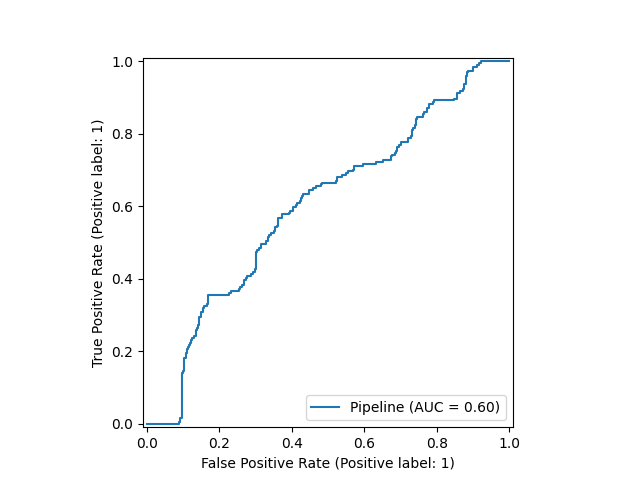 1.0
0.8
0.6
0.4
0.2
0.0
True Positive Rate (Positive label: 1)
Pipeline (AUC = 0.60)
0.0 0.2 0.4 0.6 0.8 1.0
False Positive Rate (Positive label: 1)